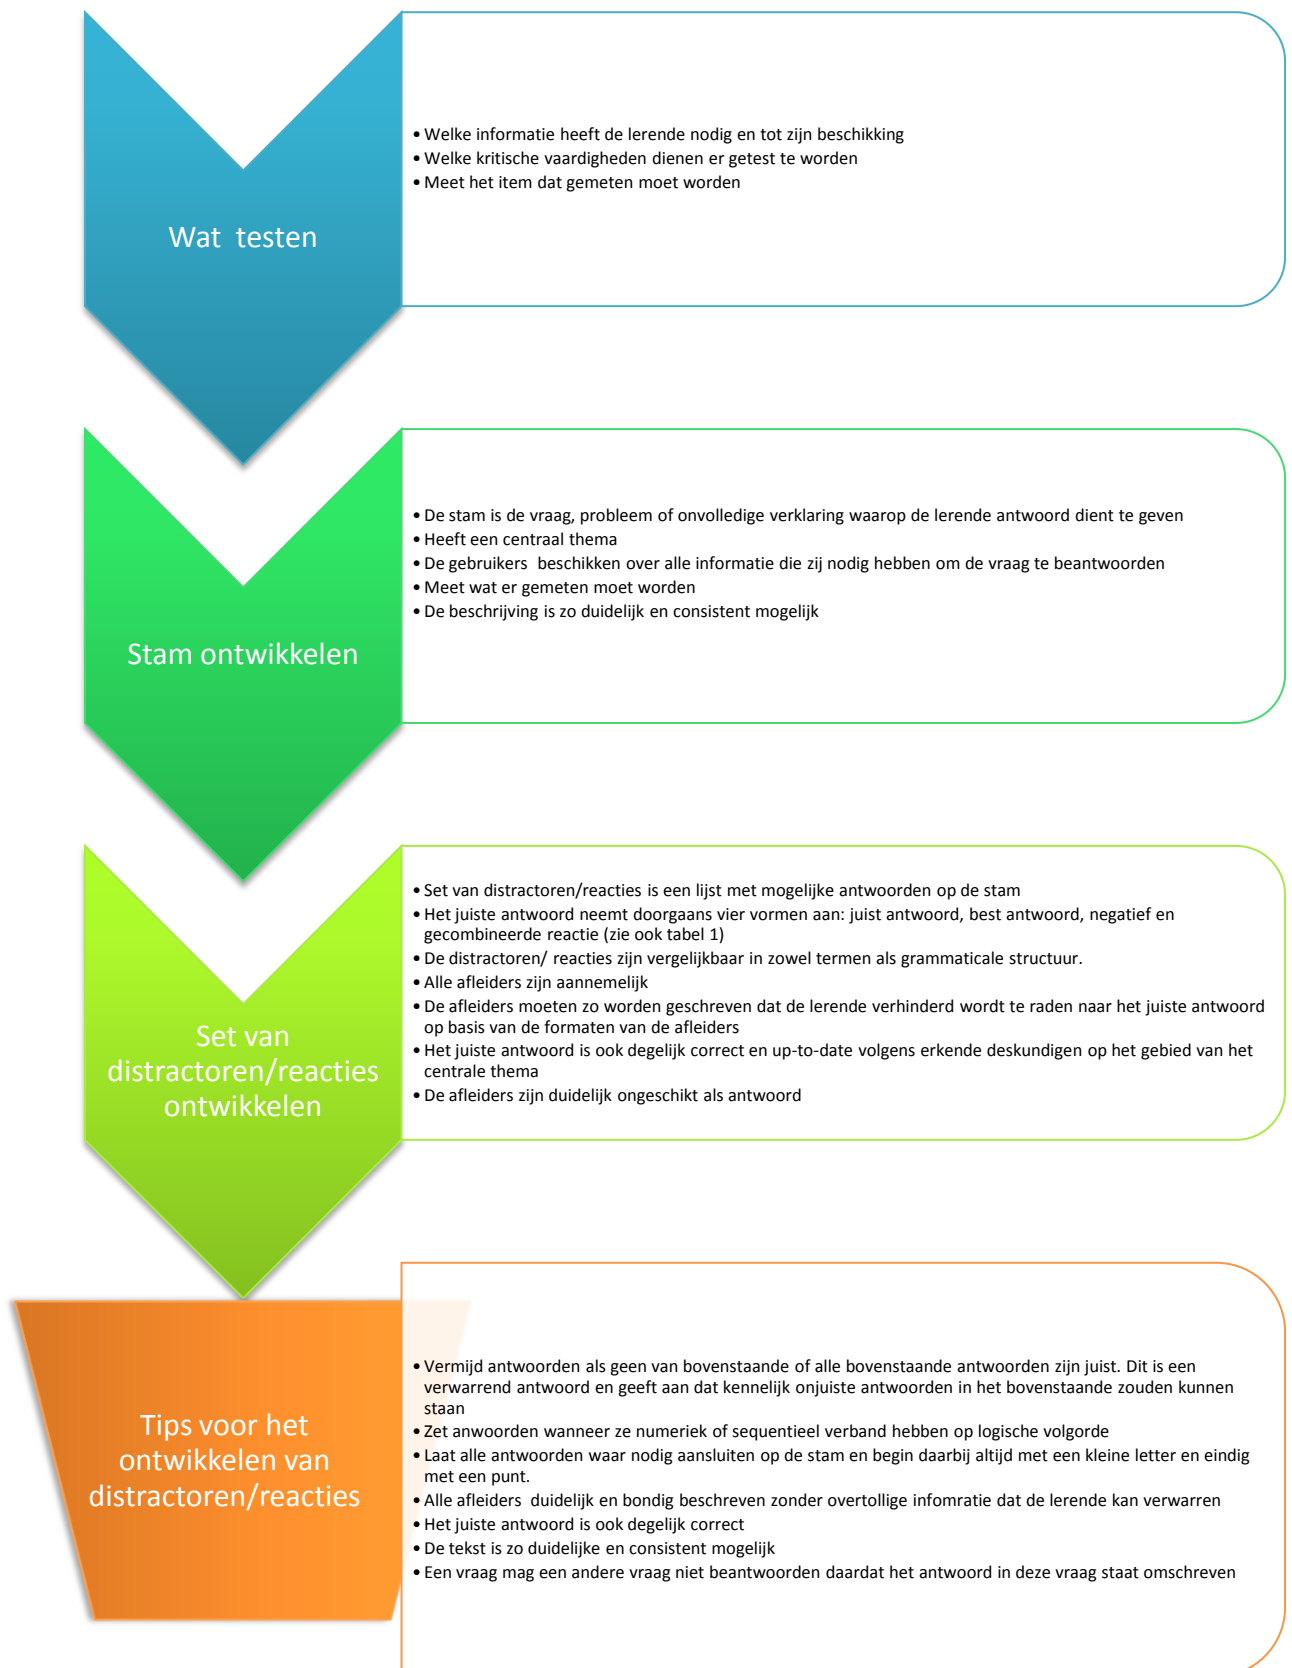 Wat  testen
• Welke informatie heeft de lerende nodig en tot zijn beschikking
• Welke kritische vaardigheden dienen er getest te worden
• Meet het item dat gemeten moet worden
Stam ontwikkelen
• De stam is de vraag, probleem of onvolledige verklaring waarop de lerende antwoord dient te geven
• Heeft een centraal thema
• De gebruikers  beschikken over alle informatie die zij nodig hebben om de vraag te beantwoorden
• Meet wat er gemeten moet worden
• De beschrijving is zo duidelijk en consistent mogelijk
Set van
distractoren/reacties
ontwikkelen
• Set van distractoren/reacties is een lijst met mogelijke antwoorden op de stam
• Het juiste antwoord neemt doorgaans vier vormen aan: juist antwoord, best antwoord, negatief en
gecombineerde reactie (zie ook tabel 1)
• De distractoren/ reacties zijn vergelijkbaar in zowel termen als grammaticale structuur.
• Alle afleiders zijn aannemelijk
• De afleiders moeten zo worden geschreven dat de lerende verhinderd wordt te raden naar het juiste antwoord
op basis van de formaten van de afleiders
• Het juiste antwoord is ook degelijk correct en up-to-date volgens erkende deskundigen op het gebied van het
centrale thema
• De afleiders zijn duidelijk ongeschikt als antwoord
Tips voor het
ontwikkelen van
distractoren/reacties
• Vermijd antwoorden als geen van bovenstaande of alle bovenstaande antwoorden zijn juist. Dit is een
verwarrend antwoord en geeft aan dat kennelijk onjuiste antwoorden in het bovenstaande zouden kunnen
staan
• Zet anwoorden wanneer ze numeriek of sequentieel verband hebben op logische volgorde
• Laat alle antwoorden waar nodig aansluiten op de stam en begin daarbij altijd met een kleine letter en eindig
met een punt.
• Alle afleiders  duidelijk en bondig beschreven zonder overtollige infomratie dat de lerende kan verwarren
• Het juiste antwoord is ook degelijk correct
• De tekst is zo duidelijke en consistent mogelijk
• Een vraag mag een andere vraag niet beantwoorden daardat het antwoord in deze vraag staat omschreven